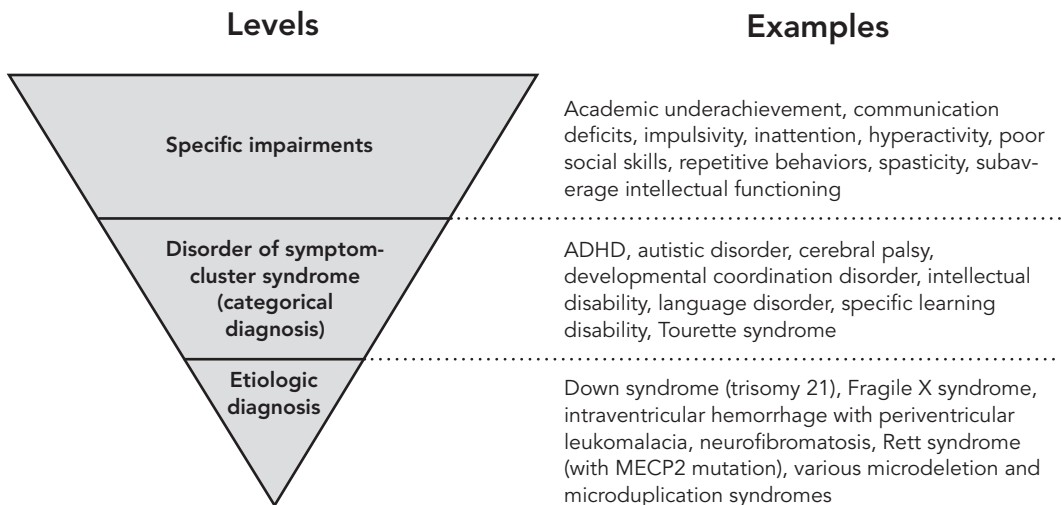 Levels
Examples
Specific impairments
Academic underachievement, communication
deficits, impulsivity, inattention, hyperactivity, poor
social skills, repetitive behaviors, spasticity, subav-
erage intellectual functioning
Disorder of symptom-
cluster syndrome
(categorical
diagnosis)
ADHD, autistic disorder, cerebral palsy,
developmental coordination disorder, intellectual
disability, language disorder, specific learning
disability, Tourette syndrome
Etiologic
diagnosis
Down syndrome (trisomy 21), Fragile X syndrome,
intraventricular hemorrhage with periventricular
leukomalacia, neurofibromatosis, Rett syndrome
(with MECP2 mutation), various microdeletion and
microduplication syndromes